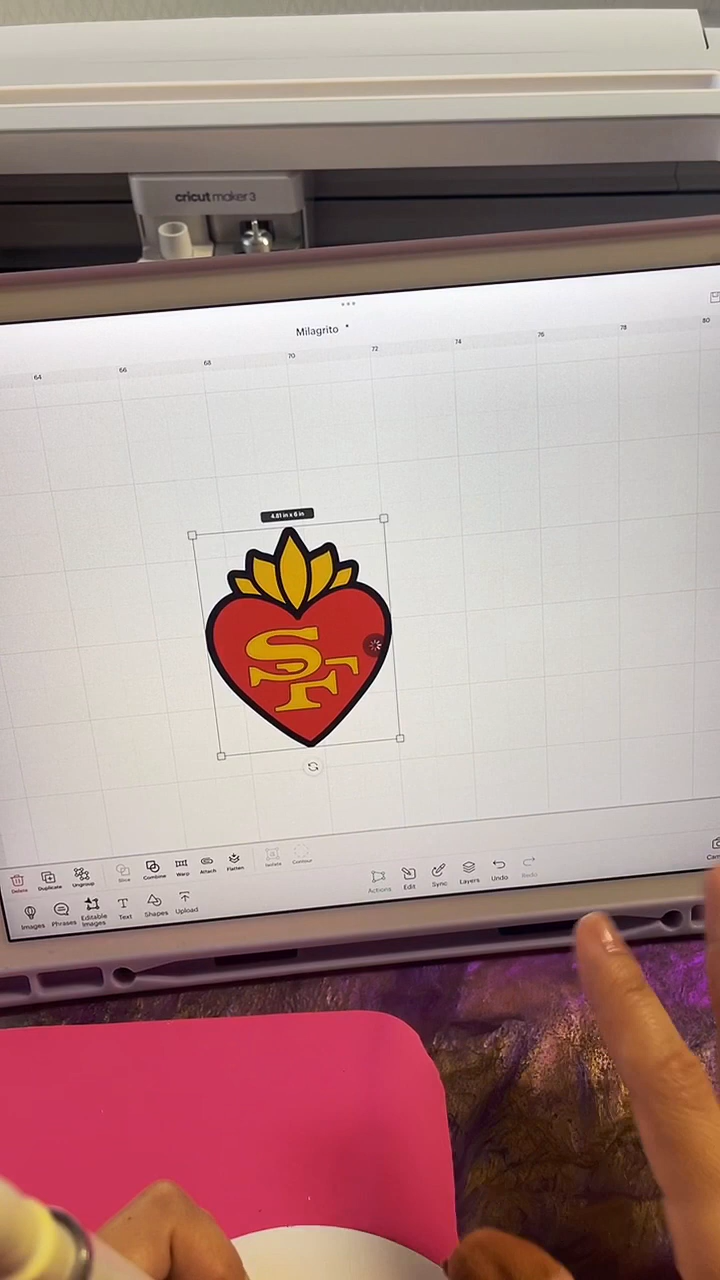 cricut maker 3
Milagrito
64 66 68 70 72 74 76 78 80
4.81 in x 6 in
SF
Delete Duplicate Ungroup Slice Combine Warp Attach Flatten Isolate Contour
Images Phrases Editable Images Text Shapes Upload
Actions Edit Sync Layers Undo Redo